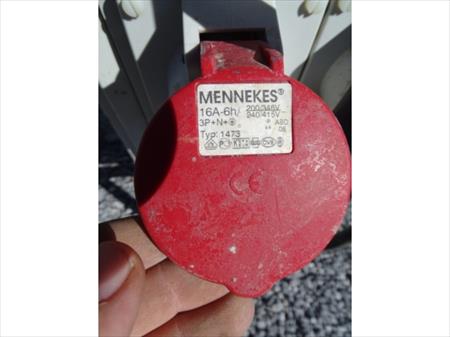 MENNEKES®
16A-6h/ 200/346V~
240/415V~
3P+N+
Typ: 1473
CE